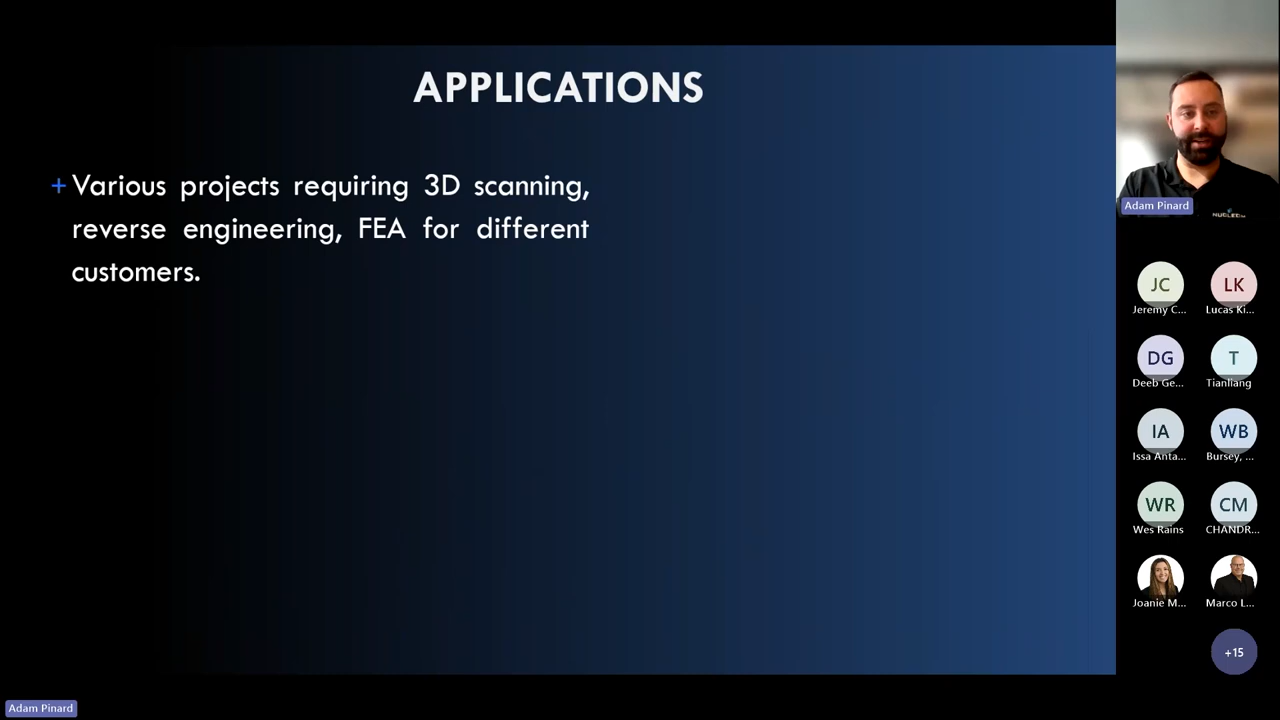 APPLICATIONS
+ Various projects requiring 3D scanning,
reverse engineering, FEA for different
customers.
Adam Pinard
JC
LK
Jeremy C...
Lucas Ki...
DG
T
Deeb Ge...
Tianliang
IA
WB
Issa Anta...
Bursey, ...
WR
CM
Wes Rains
CHANDR...
Joanie M...
Marco L...
+15
Adam Pinard